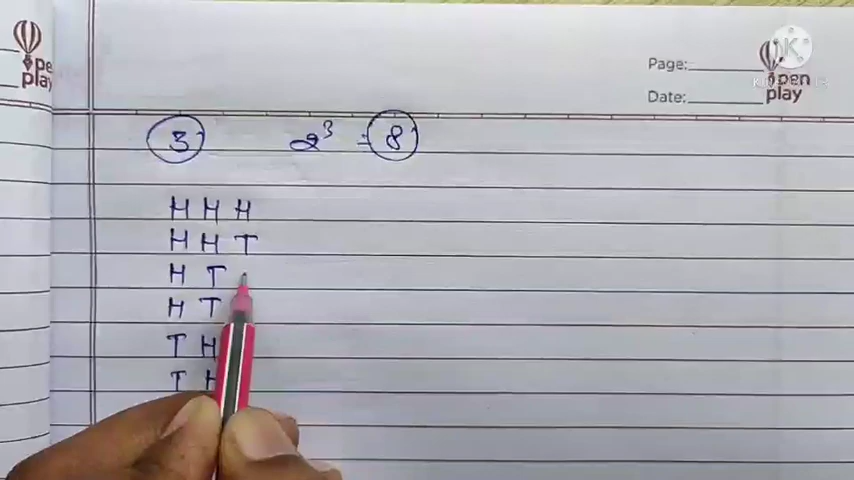 open play
Page:
open play
Date:
3 2³ = 8
H H H
H H T
H T
H T
T H
T H
K